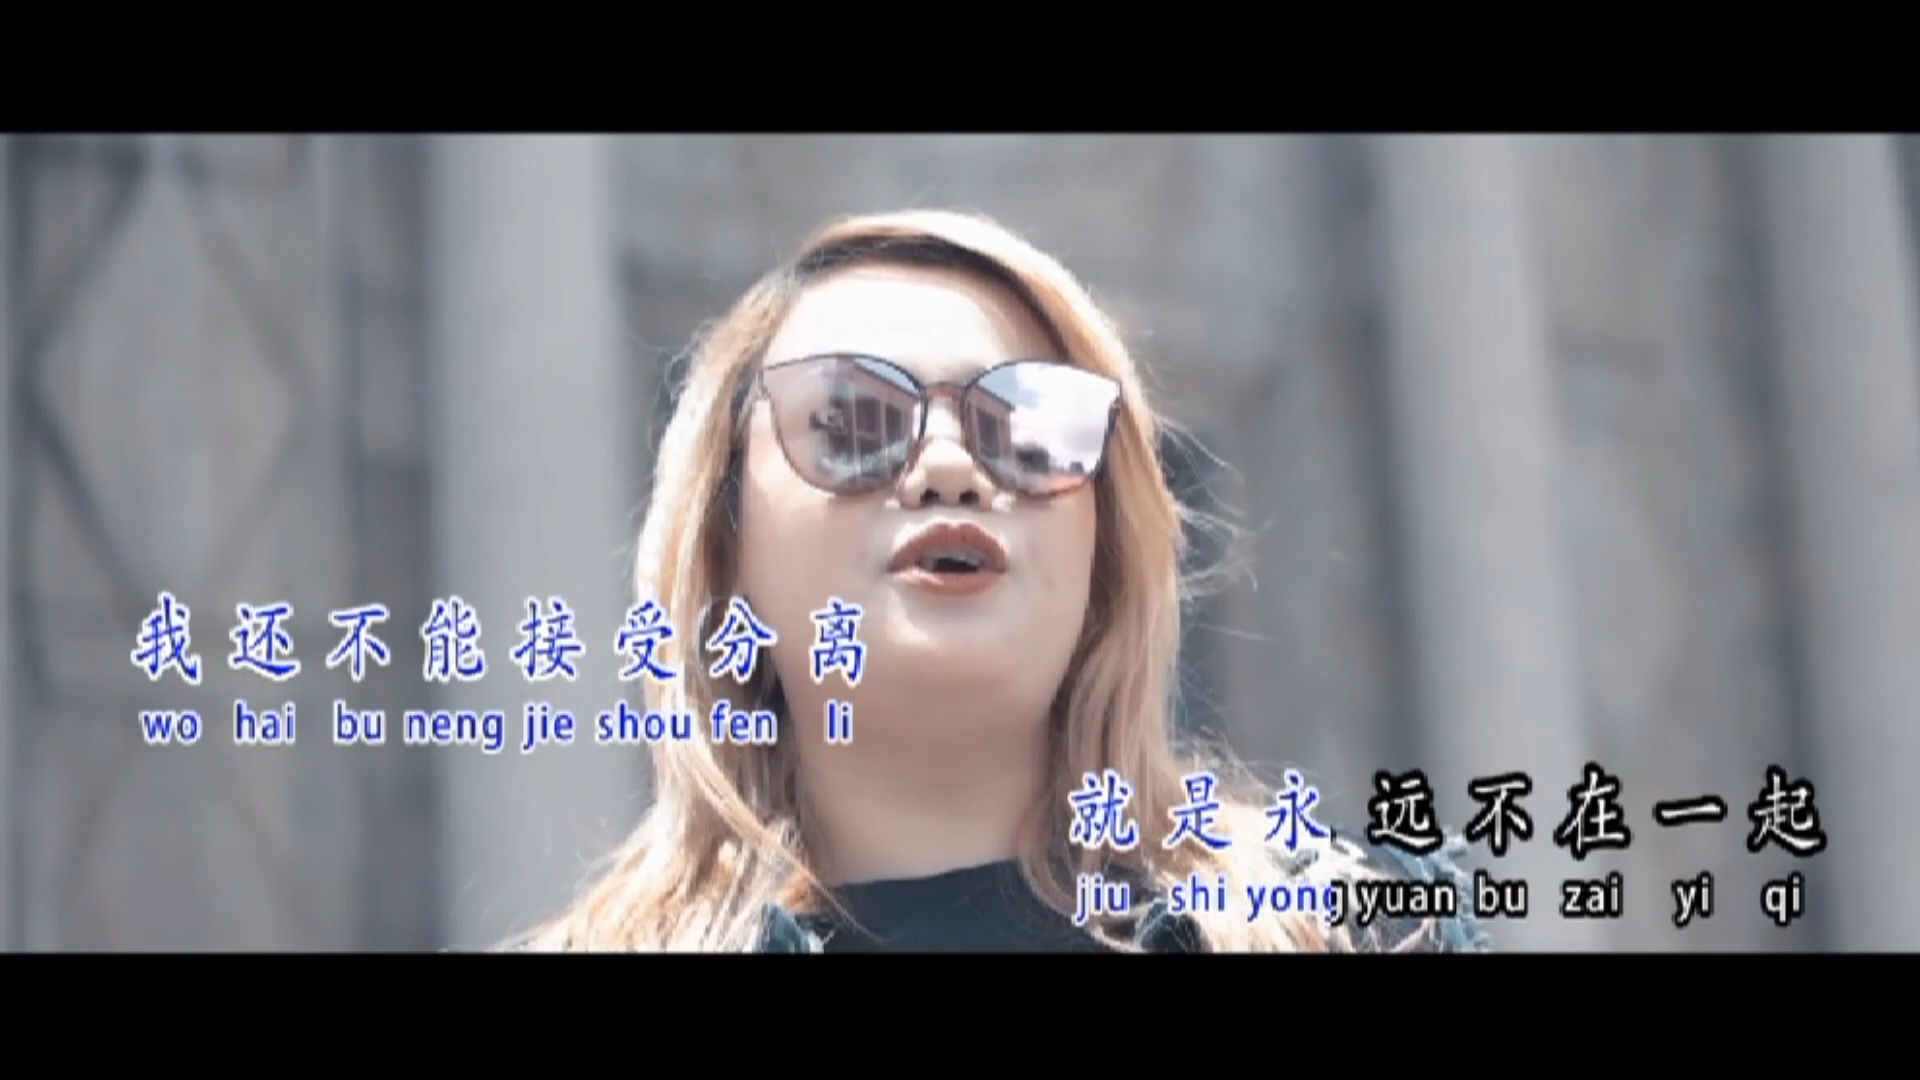 我还不能接受分离
wo hai bu neng jie shou fen li
就是永远不在一起
jiu shi yong yuan bu zai yi qi